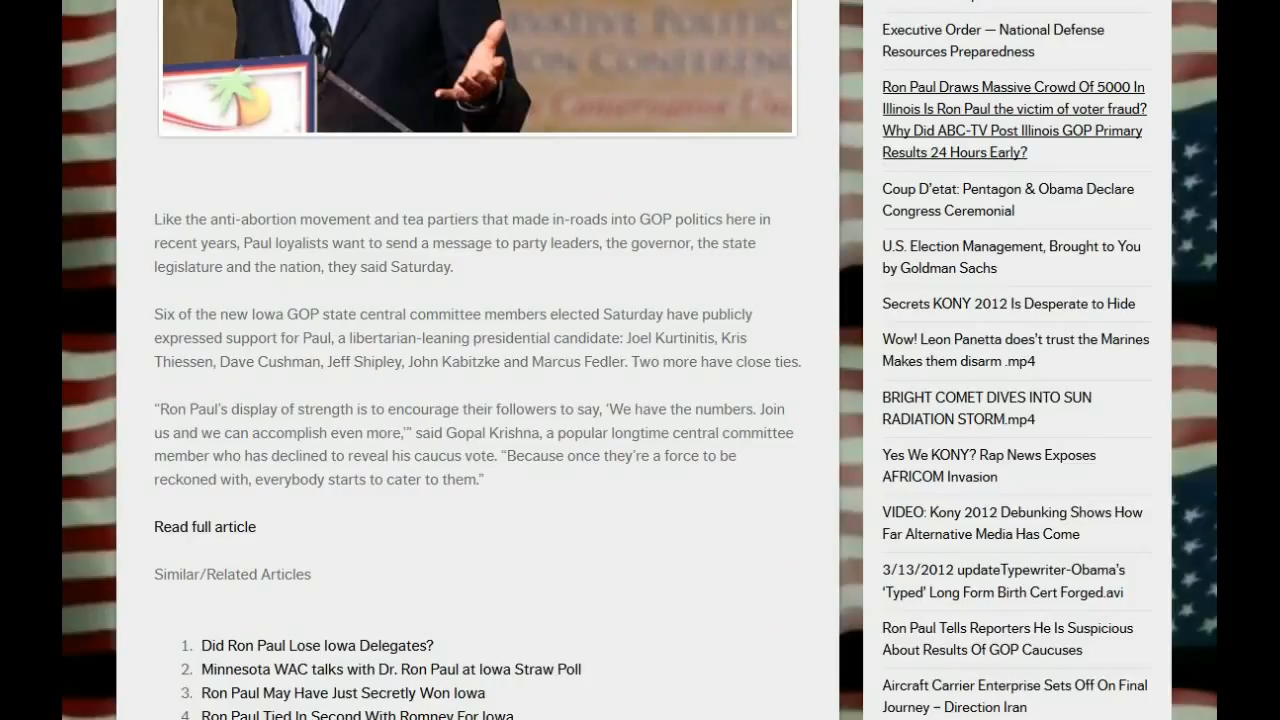 Like the anti-abortion movement and tea partiers that made in-roads into GOP politics here in
recent years, Paul loyalists want to send a message to party leaders, the governor, the state
legislature and the nation, they said Saturday.
Six of the new Iowa GOP state central committee members elected Saturday have publicly
expressed support for Paul, a libertarian-leaning presidential candidate: Joel Kurtinitis, Kris
Thiessen, Dave Cushman, Jeff Shipley, John Kabitzke and Marcus Fedler. Two more have close ties.
“Ron Paul’s display of strength is to encourage their followers to say, ‘We have the numbers. Join
us and we can accomplish even more,’” said Gopal Krishna, a popular longtime central committee
member who has declined to reveal his caucus vote. “Because once they’re a force to be
reckoned with, everybody starts to cater to them.”
Read full article
Similar/Related Articles
1. Did Ron Paul Lose Iowa Delegates?
2. Minnesota WAC talks with Dr. Ron Paul at Iowa Straw Poll
3. Ron Paul May Have Just Secretly Won Iowa
4. Ron Paul Tied In Second With Romney For Iowa
Executive Order — National Defense
Resources Preparedness
Ron Paul Draws Massive Crowd Of 5000 In
Illinois Is Ron Paul the victim of voter fraud?
Why Did ABC-TV Post Illinois GOP Primary
Results 24 Hours Early?
Coup D’etat: Pentagon & Obama Declare
Congress Ceremonial
U.S. Election Management, Brought to You
by Goldman Sachs
Secrets KONY 2012 Is Desperate to Hide
Wow! Leon Panetta does’t trust the Marines
Makes them disarm .mp4
BRIGHT COMET DIVES INTO SUN
RADIATION STORM.mp4
Yes We KONY? Rap News Exposes
AFRICOM Invasion
VIDEO: Kony 2012 Debunking Shows How
Far Alternative Media Has Come
3/13/2012 updateTypewriter-Obama’s
‘Typed’ Long Form Birth Cert Forged.avi
Ron Paul Tells Reporters He Is Suspicious
About Results Of GOP Caucuses
Aircraft Carrier Enterprise Sets Off On Final
Journey – Direction Iran